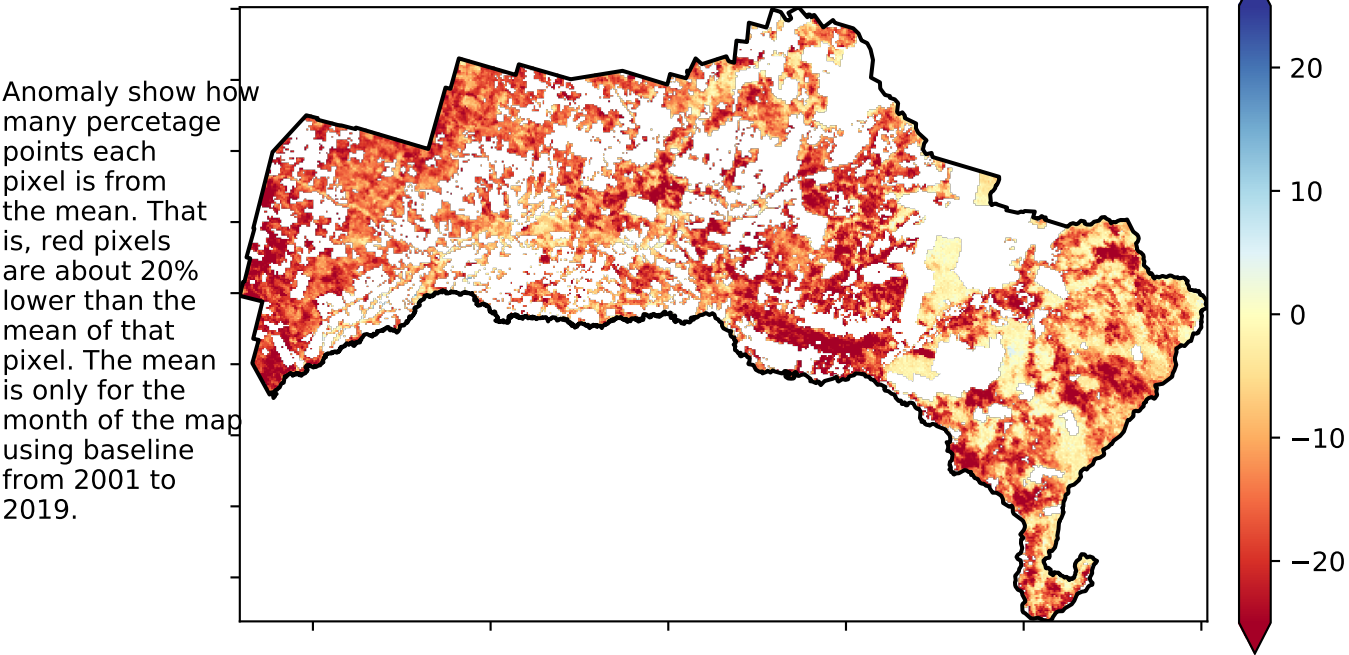 Anomaly show how
many percetage
points each
pixel is from
the mean. That
is, red pixels
are about 20%
lower than the
mean of that
pixel. The mean
is only for the
month of the map
using baseline
from 2001 to
2019.
20
10
0
−10
−20